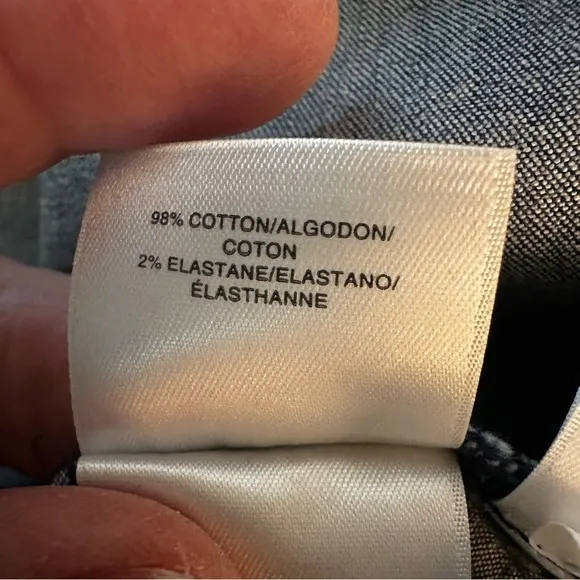 98% COTTON/ALGODON/
COTON
2% ELASTANE/ELASTANO/
ÉLASTHANNE